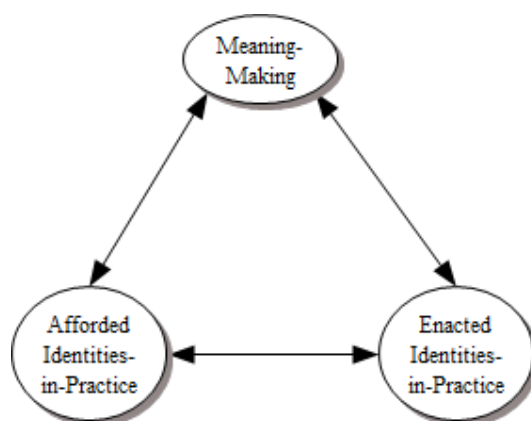 Meaning-
Making
Afforded
Identities-
in-Practice
Enacted
Identities-
in-Practice